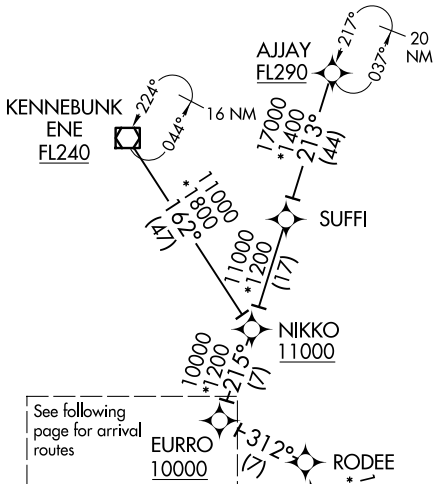 AJJAY
FL290
217°
037°
20
NM
KENNEBUNK
ENE
FL240
224°
044°
16 NM
17000
*1400
213°
(44)
11000
*1800
162°
(47)
SUFFI
11000
*1200
(17)
NIKKO
11000
10000
*1200
215°
(7)
See following
page for arrival
routes
EURRO
10000
312°
(7)
RODEE
*1